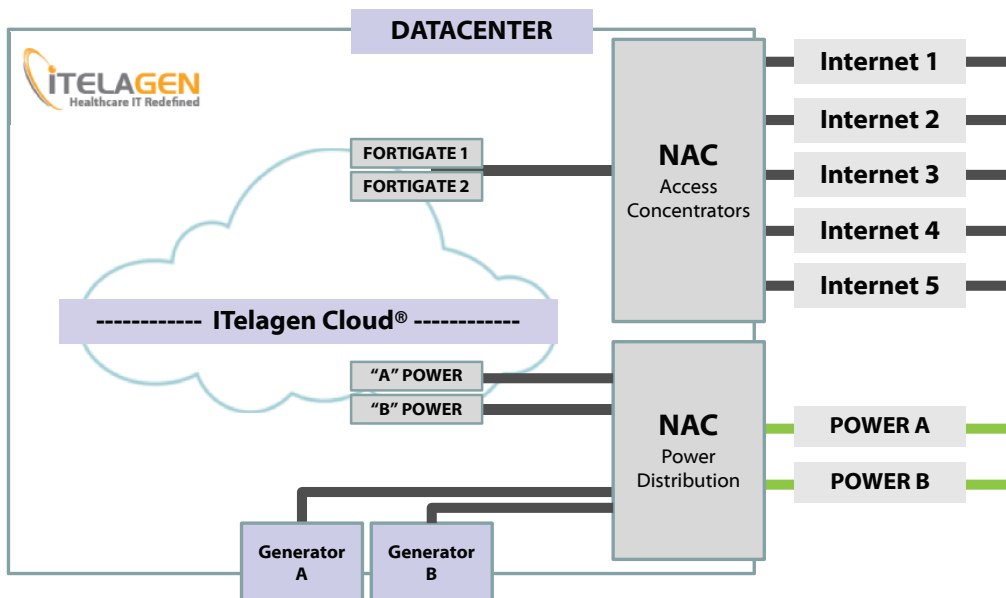 DATACENTER
iTELAGEN
Healthcare IT Redefined
FORTIGATE 1
FORTIGATE 2
NAC
Access
Concentrators
Internet 1
Internet 2
Internet 3
Internet 4
Internet 5
------------ ITelagen Cloud® ------------
“A” POWER
“B” POWER
NAC
Power
Distribution
POWER A
POWER B
Generator
A
Generator
B